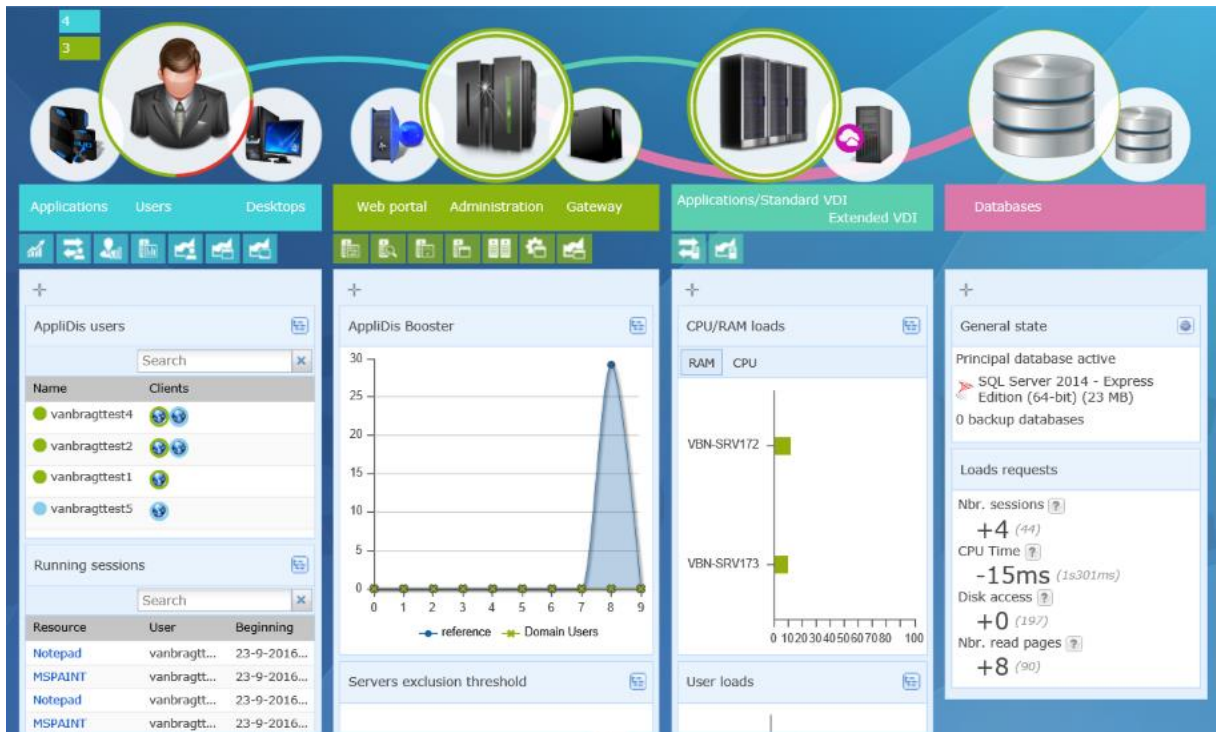 4
3
Applications Users Desktops
Web portal Administration Gateway
Applications/Standard VDI
Extended VDI
Databases
AppliDis users
Search
Name Clients
vanbragttest4
vanbragttest2
vanbragttest1
vanbragttest5
Running sessions
Search
Resource User Beginning
Notepad vanbragtt... 23-9-2016...
MSPAINT vanbragtt... 23-9-2016...
Notepad vanbragtt... 23-9-2016...
MSPAINT vanbragtt... 23-9-2016...
AppliDis Booster
30
25
20
15
10
5
0
0 1 2 3 4 5 6 7 8 9
reference Domain Users
Servers exclusion threshold
CPU/RAM loads
RAM CPU
VBN-SRV172
VBN-SRV173
0 10 20 30 40 50 60 70 80 100
User loads
General state
Principal database active
SQL Server 2014 - Express
Edition (64-bit) (23 MB)
0 backup databases
Loads requests
Nbr. sessions ?
+4 (44)
CPU Time ?
-15ms (1s301ms)
Disk access ?
+0 (197)
Nbr. read pages ?
+8 (90)